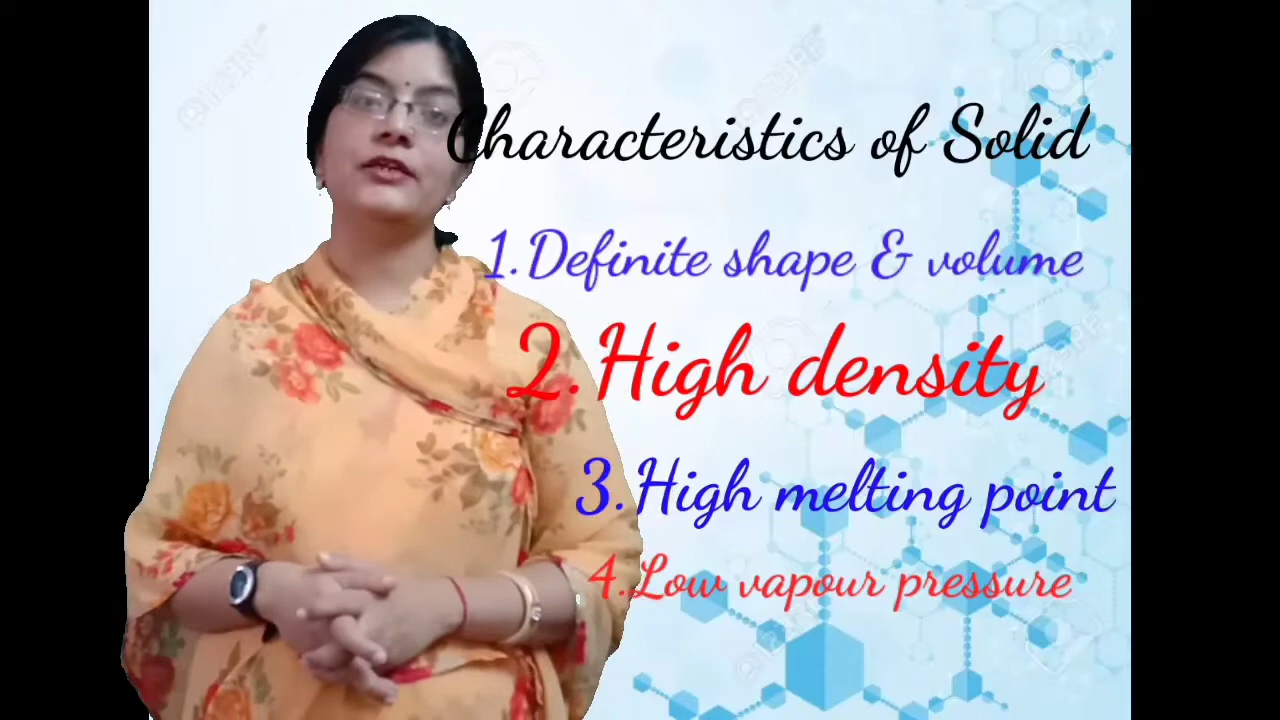 Characteristics of Solid
1. Definite shape & volume
2. High density
3. High melting point
4. Low vapour pressure